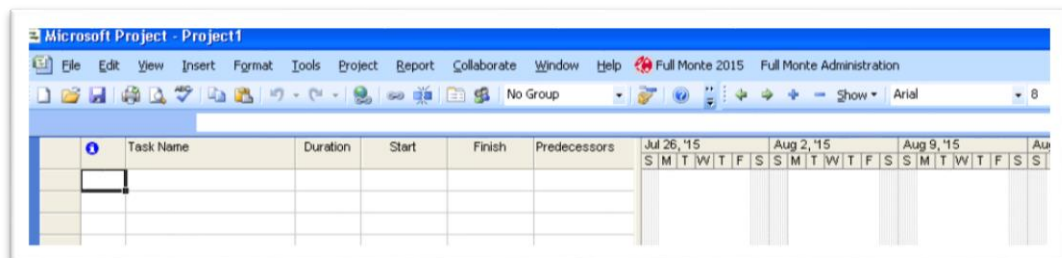 Microsoft Project - Project1
File Edit View Insert Format Tools Project Report Collaborate Window Help Full Monte 2015 Full Monte Administration
No Group Show Arial 8
Task Name Duration Start Finish Predecessors Jul 26, '15 Aug 2, '15 Aug 9, '15 Au
S M T W T F S S M T W T F S S M T W T F S S